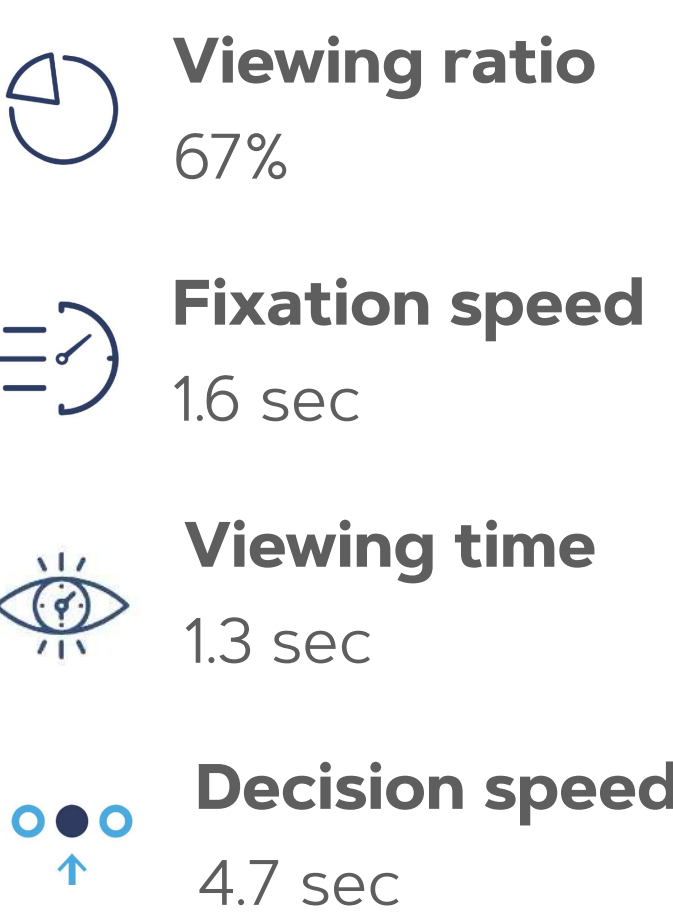 Viewing ratio
67%
Fixation speed
1.6 sec
Viewing time
1.3 sec
Decision speed
4.7 sec